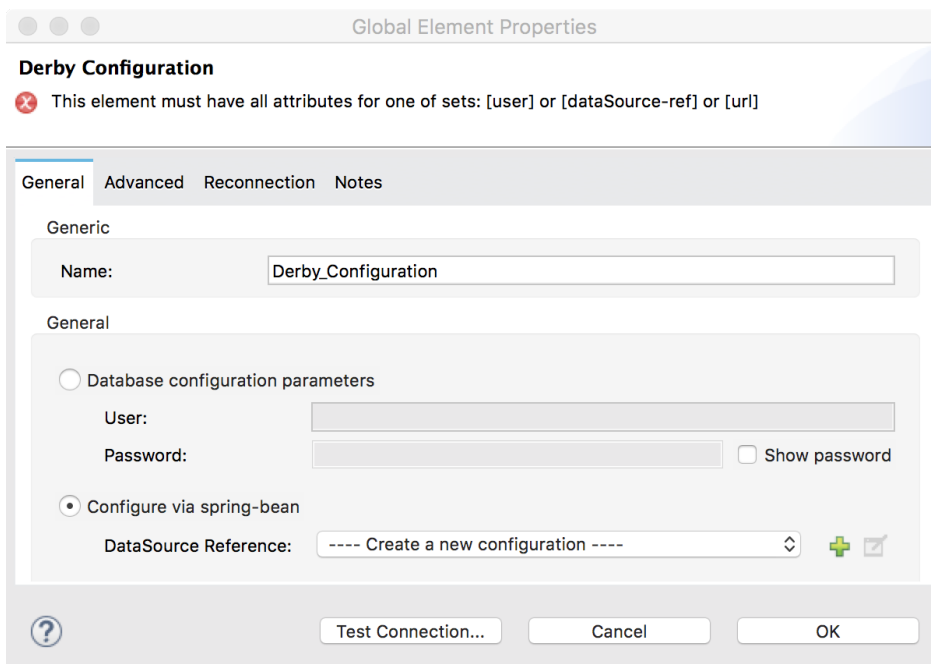 Global Element Properties
Derby Configuration
This element must have all attributes for one of sets: [user] or [dataSource-ref] or [url]
General Advanced Reconnection Notes
Generic
Name: Derby_Configuration
General
Database configuration parameters
User:
Password: Show password
Configure via spring-bean
DataSource Reference: ---- Create a new configuration ----
? Test Connection... Cancel OK